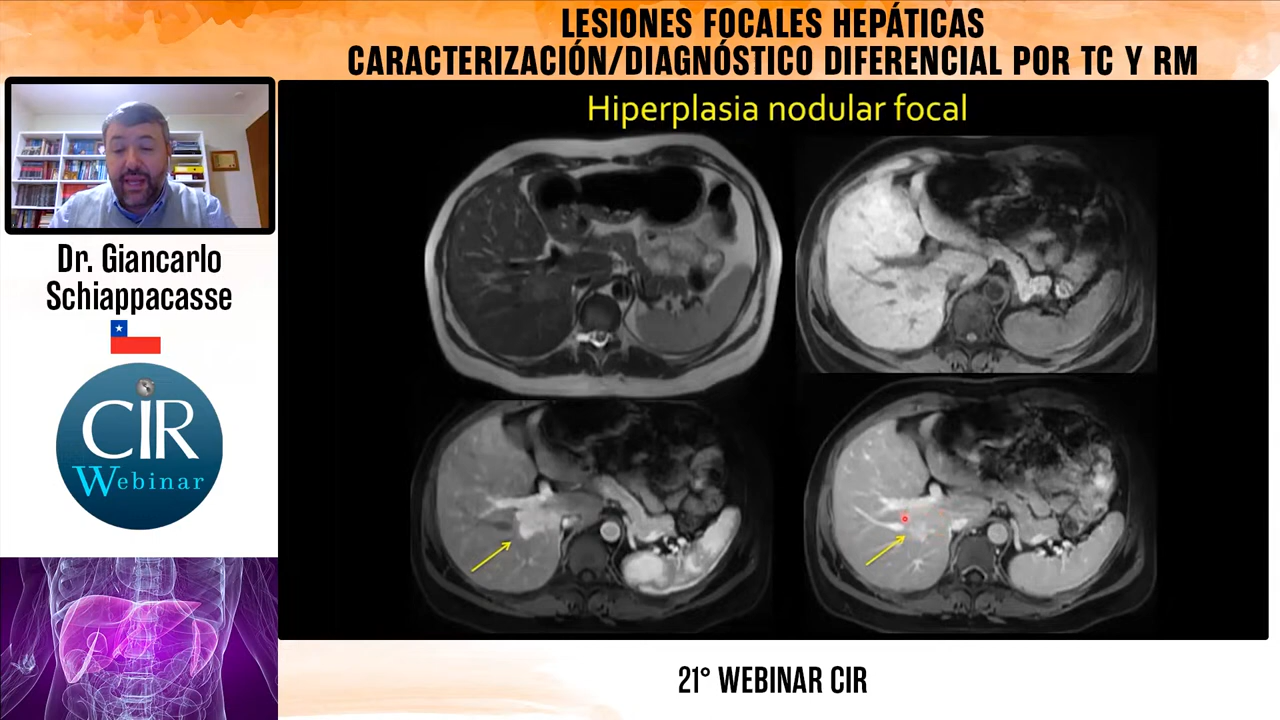 LESIONES FOCALES HEPÁTICAS
CARACTERIZACIÓN/DIAGNÓSTICO DIFERENCIAL POR TC Y RM
Hiperplasia nodular focal
Dr. Giancarlo
Schiappacasse
CIR
Webinar
21° WEBINAR CIR